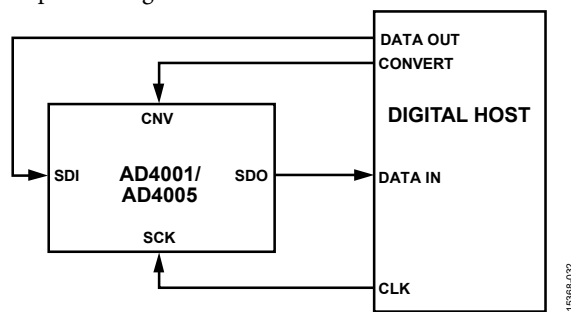 DATA OUT
CONVERT
CNV
DIGITAL HOST
SDI
AD4001/
AD4005
SDO
DATA IN
SCK
CLK
15368-032